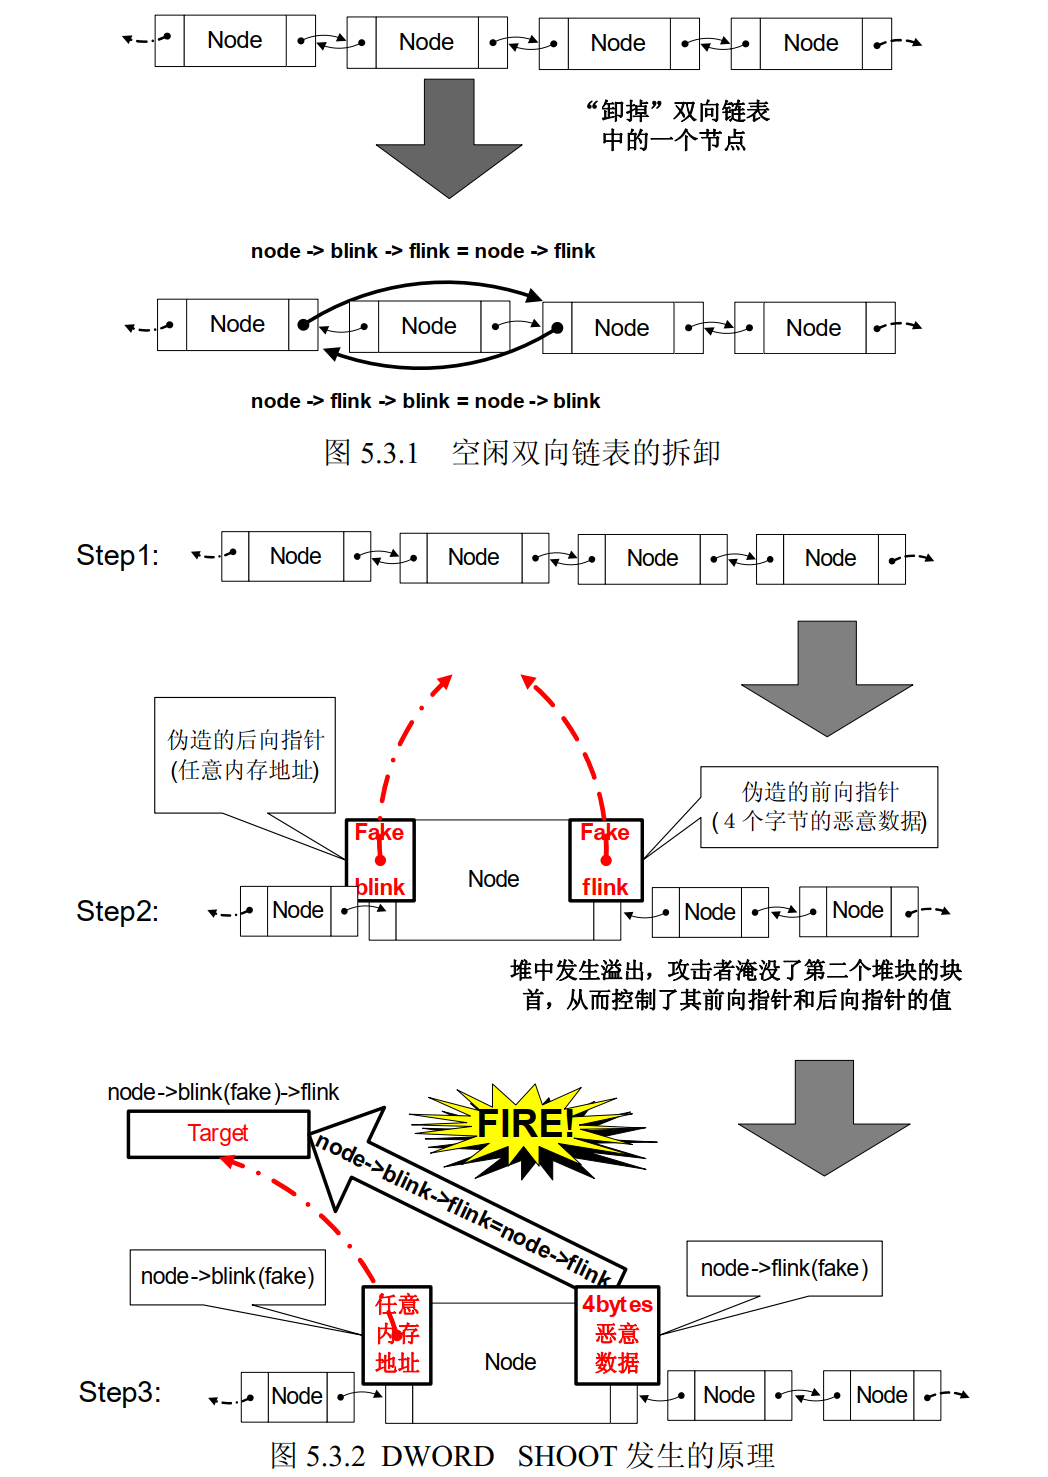 Node Node Node Node
“卸掉”双向链表
中的一个节点
node -> blink -> flink = node -> flink
Node Node Node Node
node -> flink -> blink = node -> blink
图 5.3.1 空闲双向链表的拆卸
Step1:
Node Node Node Node
伪造的后向指针
(任意内存地址)
伪造的前向指针
(４个字节的恶意数据)
Fake
blink
Node
Fake
flink
Step2:
Node Node Node
堆中发生溢出，攻击者淹没了第二个堆块的块
首，从而控制了其前向指针和后向指针的值
node->blink(fake)->flink
Target
FIRE!
node->blink->flink=node->flink
node->blink(fake)
node->flink(fake)
任意
内存
地址
Node
4bytes
恶意
数据
Step3:
Node Node Node
图 5.3.2 DWORD SHOOT 发生的原理